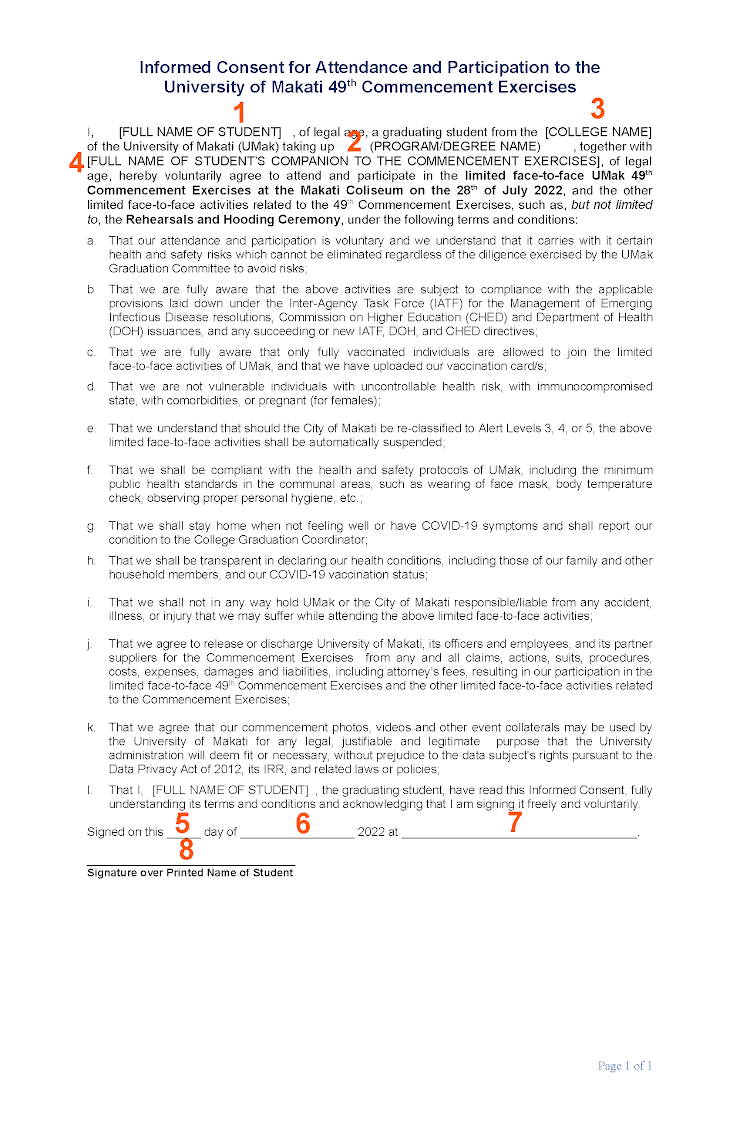 Informed Consent for Attendance and Participation to the
University of Makati 49th Commencement Exercises
1
3
I, [FULL NAME OF STUDENT] , of legal age, a graduating student from the [COLLEGE NAME]
of the University of Makati (UMak) taking up 2 (PROGRAM/DEGREE NAME) , together with
4 [FULL NAME OF STUDENT'S COMPANION TO THE COMMENCEMENT EXERCISES], of legal
age, hereby voluntarily agree to attend and participate in the limited face-to-face UMak 49th
Commencement Exercises at the Makati Coliseum on the 28th of July 2022, and the other
limited face-to-face activities related to the 49th Commencement Exercises, such as, but not limited
to, the Rehearsals and Hooding Ceremony, under the following terms and conditions:
a. That our attendance and participation is voluntary and we understand that it carries with it certain
health and safety risks which cannot be eliminated regardless of the diligence exercised by the UMak
Graduation Committee to avoid risks;
b. That we are fully aware that the above activities are subject to compliance with the applicable
provisions laid down under the Inter-Agency Task Force (IATF) for the Management of Emerging
Infectious Disease resolutions, Commission on Higher Education (CHED) and Department of Health
(DOH) issuances, and any succeeding or new IATF, DOH, and CHED directives;
c. That we are fully aware that only fully vaccinated individuals are allowed to join the limited
face-to-face activities of UMak, and that we have uploaded our vaccination card/s;
d. That we are not vulnerable individuals with uncontrollable health risk, with immunocompromised
state, with comorbidities, or pregnant (for females);
e. That we understand that should the City of Makati be re-classified to Alert Levels 3, 4, or 5, the above
limited face-to-face activities shall be automatically suspended;
f. That we shall be compliant with the health and safety protocols of UMak, including the minimum
public health standards in the communal areas, such as wearing of face mask, body temperature
check, observing proper personal hygiene, etc.;
g. That we shall stay home when not feeling well or have COVID-19 symptoms and shall report our
condition to the College Graduation Coordinator;
h. That we shall be transparent in declaring our health conditions, including those of our family and other
household members, and our COVID-19 vaccination status;
i. That we shall not in any way hold UMak or the City of Makati responsible/liable from any accident,
illness, or injury that we may suffer while attending the above limited face-to-face activities;
j. That we agree to release or discharge University of Makati, its officers and employees, and its partner
suppliers for the Commencement Exercises from any and all claims, actions, suits, procedures,
costs, expenses, damages and liabilities, including attorney's fees, resulting in our participation in the
limited face-to-face 49th Commencement Exercises and the other limited face-to-face activities related
to the Commencement Exercises;
k. That we agree that our commencement photos, videos and other event collaterals may be used by
the University of Makati for any legal, justifiable and legitimate purpose that the University
administration will deem fit or necessary, without prejudice to the data subject's rights pursuant to the
Data Privacy Act of 2012, its IRR, and related laws or policies;
l. That I, [FULL NAME OF STUDENT] , the graduating student, have read this Informed Consent, fully
understanding its terms and conditions and acknowledging that I am signing it freely and voluntarily.
Signed on this 5 day of 6 2022 at 7.
8
Signature over Printed Name of Student
Page 1 of 1